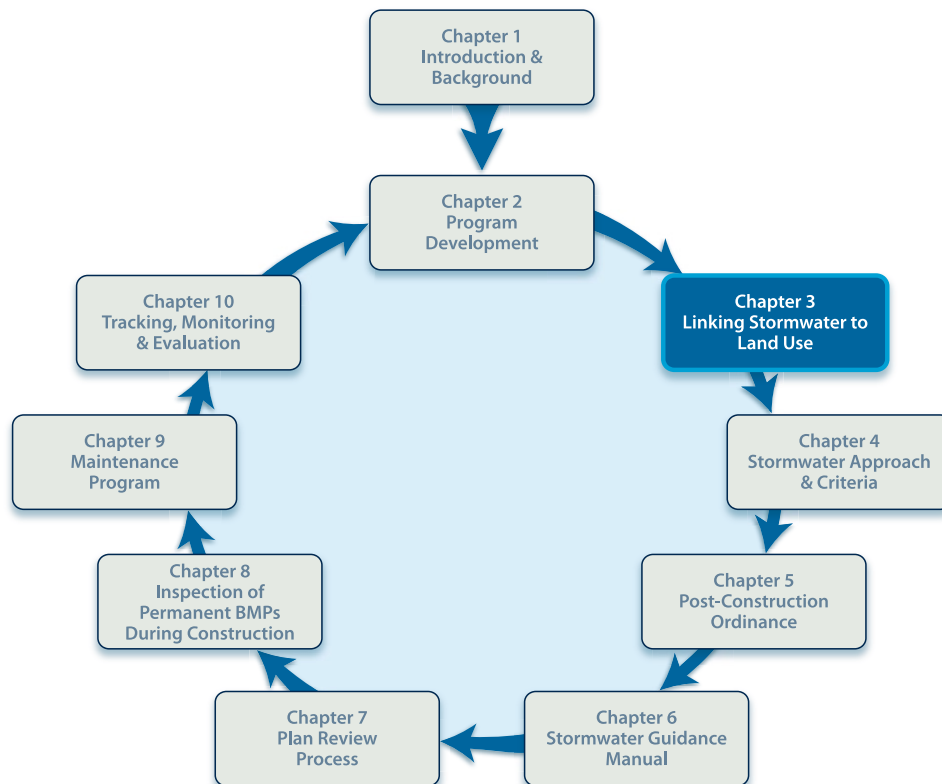 Chapter 1
Introduction &
Background
Chapter 2
Program
Development
Chapter 3
Linking Stormwater to
Land Use
Chapter 4
Stormwater Approach
& Criteria
Chapter 5
Post-Construction
Ordinance
Chapter 6
Stormwater Guidance
Manual
Chapter 7
Plan Review
Process
Chapter 8
Inspection of
Permanent BMPs
During Construction
Chapter 9
Maintenance
Program
Chapter 10
Tracking, Monitoring
& Evaluation